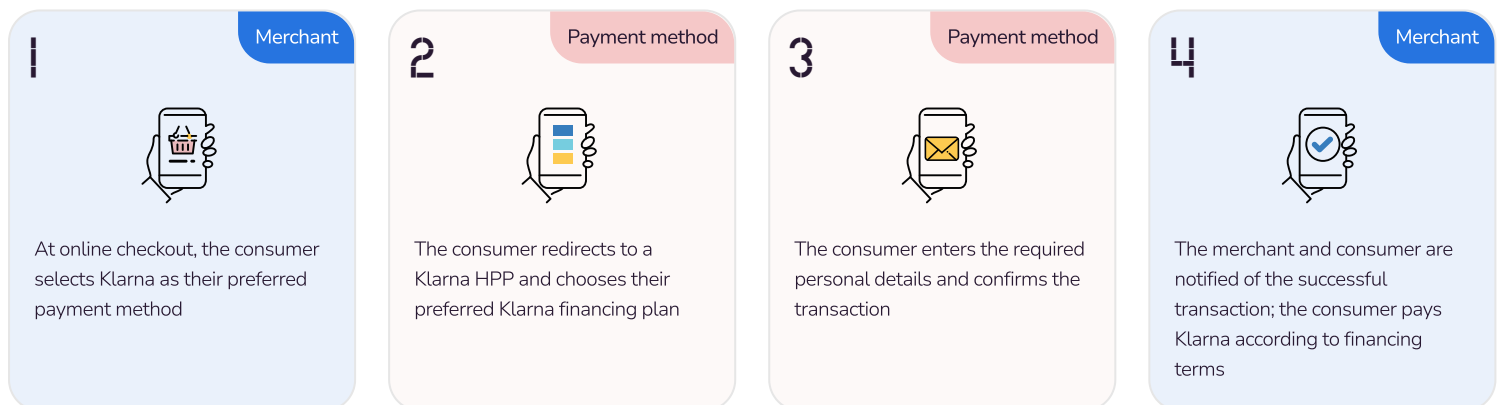 1
Merchant
At online checkout, the consumer
selects Klarna as their preferred
payment method
2
Payment method
The consumer redirects to a
Klarna HPP and chooses their
preferred Klarna financing plan
3
Payment method
The consumer enters the required
personal details and confirms the
transaction
4
Merchant
The merchant and consumer are
notified of the successful
transaction; the consumer pays
Klarna according to financing
terms